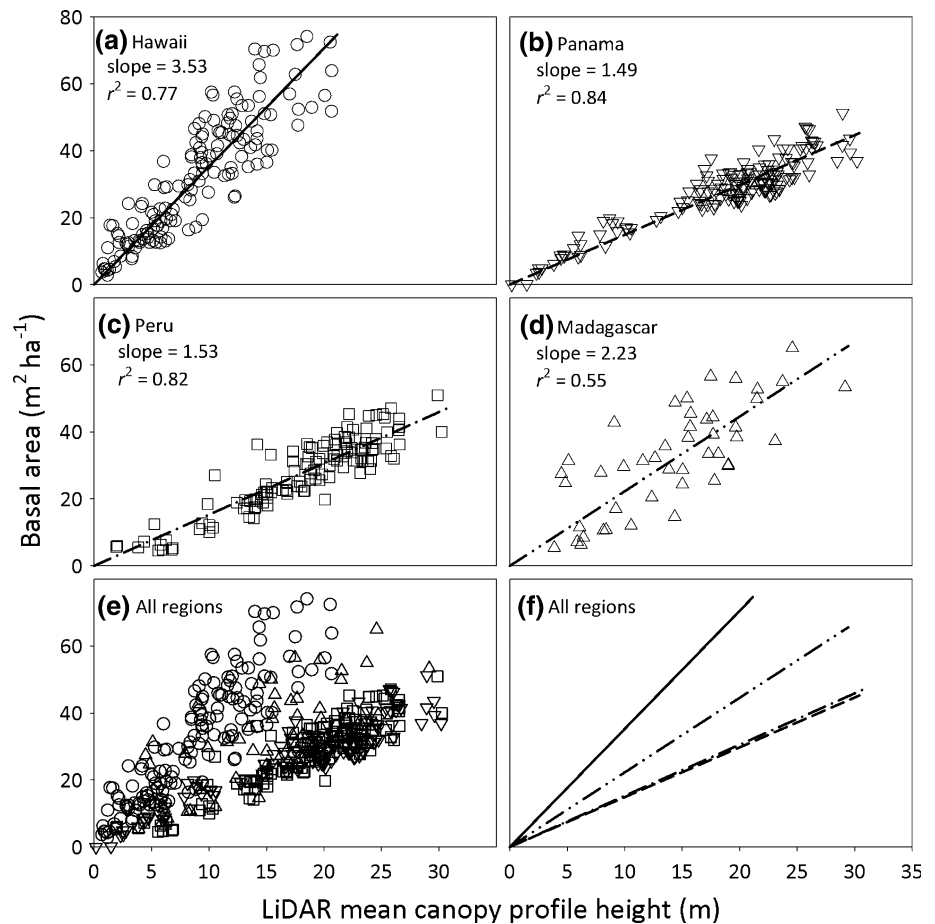 80
60
40
20
0
(a) Hawaii
slope = 3.53
r² = 0.77
(b) Panama
slope = 1.49
r² = 0.84
60
40
20
0
(c) Peru
slope = 1.53
r² = 0.82
(d) Madagascar
slope = 2.23
r² = 0.55
Basal area (m² ha⁻¹)
60
40
20
0
(e) All regions
(f) All regions
0 5 10 15 20 25 30
0 5 10 15 20 25 30 35
LiDAR mean canopy profile height (m)